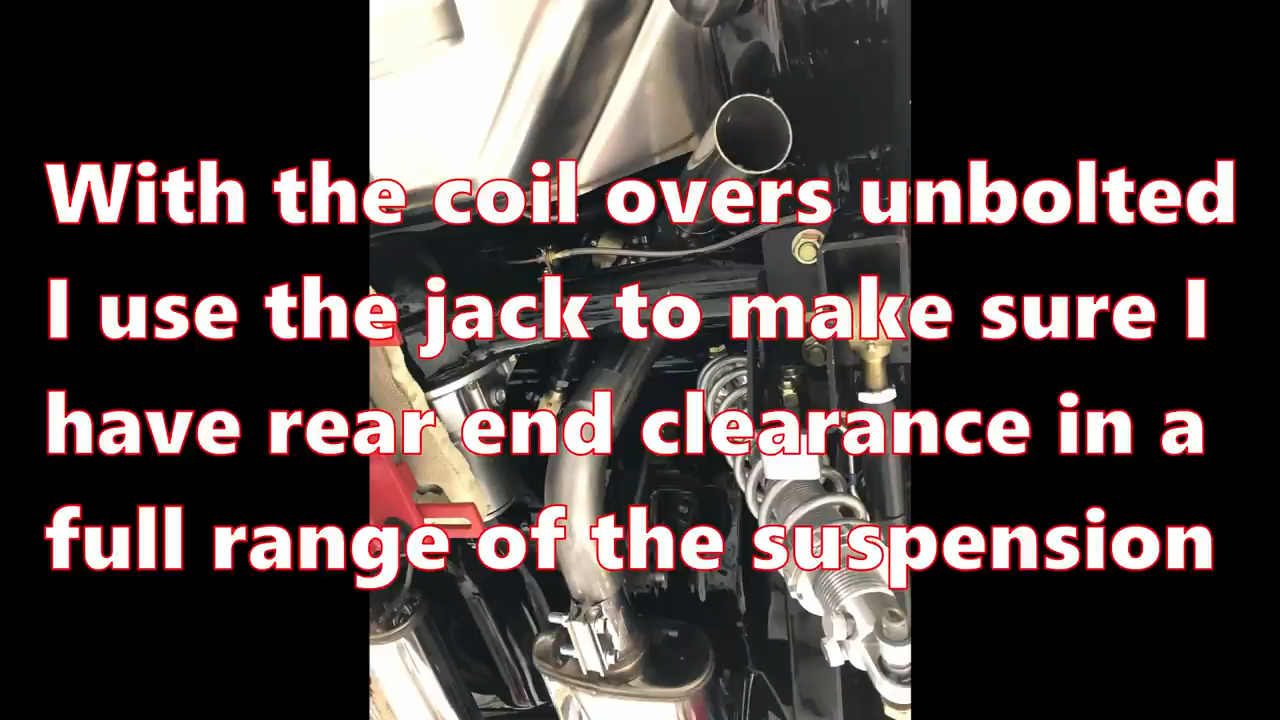 With the coil overs unbolted
I use the jack to make sure I
have rear end clearance in a
full range of the suspension